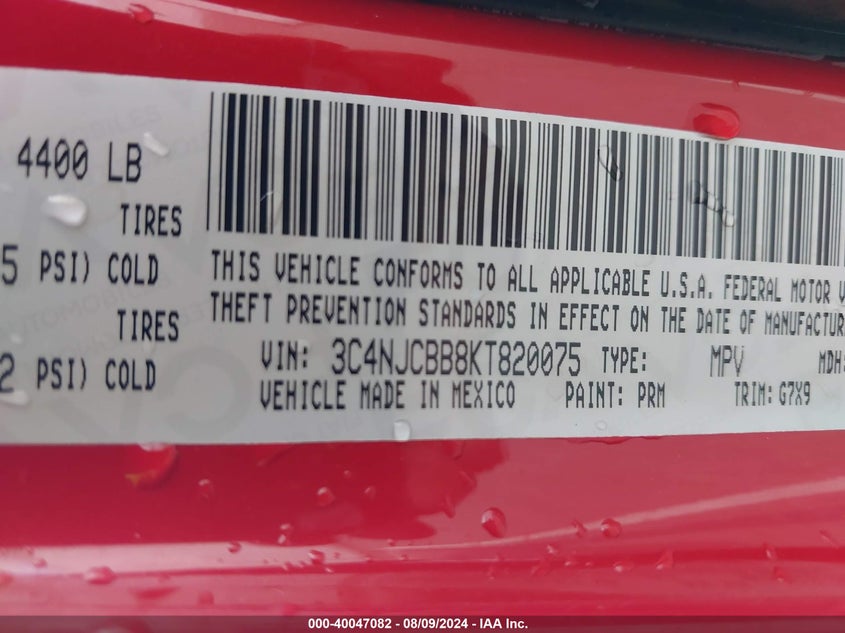 4400 LB
TIRES
5 PSI) COLD
TIRES
2 PSI) COLD
THIS VEHICLE CONFORMS TO ALL APPLICABLE U.S.A. FEDERAL MOTOR V
THEFT PREVENTION STANDARDS IN EFFECT ON THE DATE OF MANUFACTUR
VIN: 3C4NJCBB8KT820075 TYPE: MPV MDH:
VEHICLE MADE IN MEXICO PAINT: PRM TRIM: G7X9
000-40047082 - 08/09/2024 - IAA Inc.